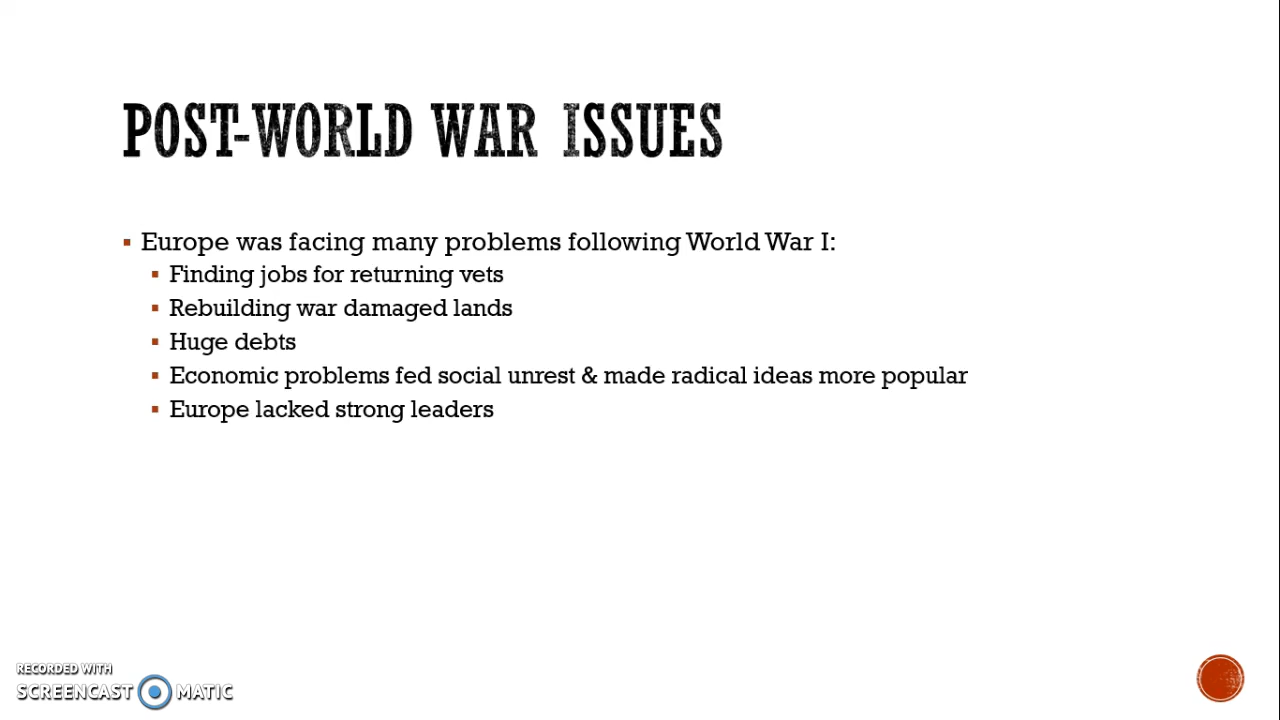 POST-WORLD WAR ISSUES
Europe was facing many problems following World War I:
Finding jobs for returning vets
Rebuilding war damaged lands
Huge debts
Economic problems fed social unrest & made radical ideas more popular
Europe lacked strong leaders
RECORDED WITH
SCREENCAST MATIC